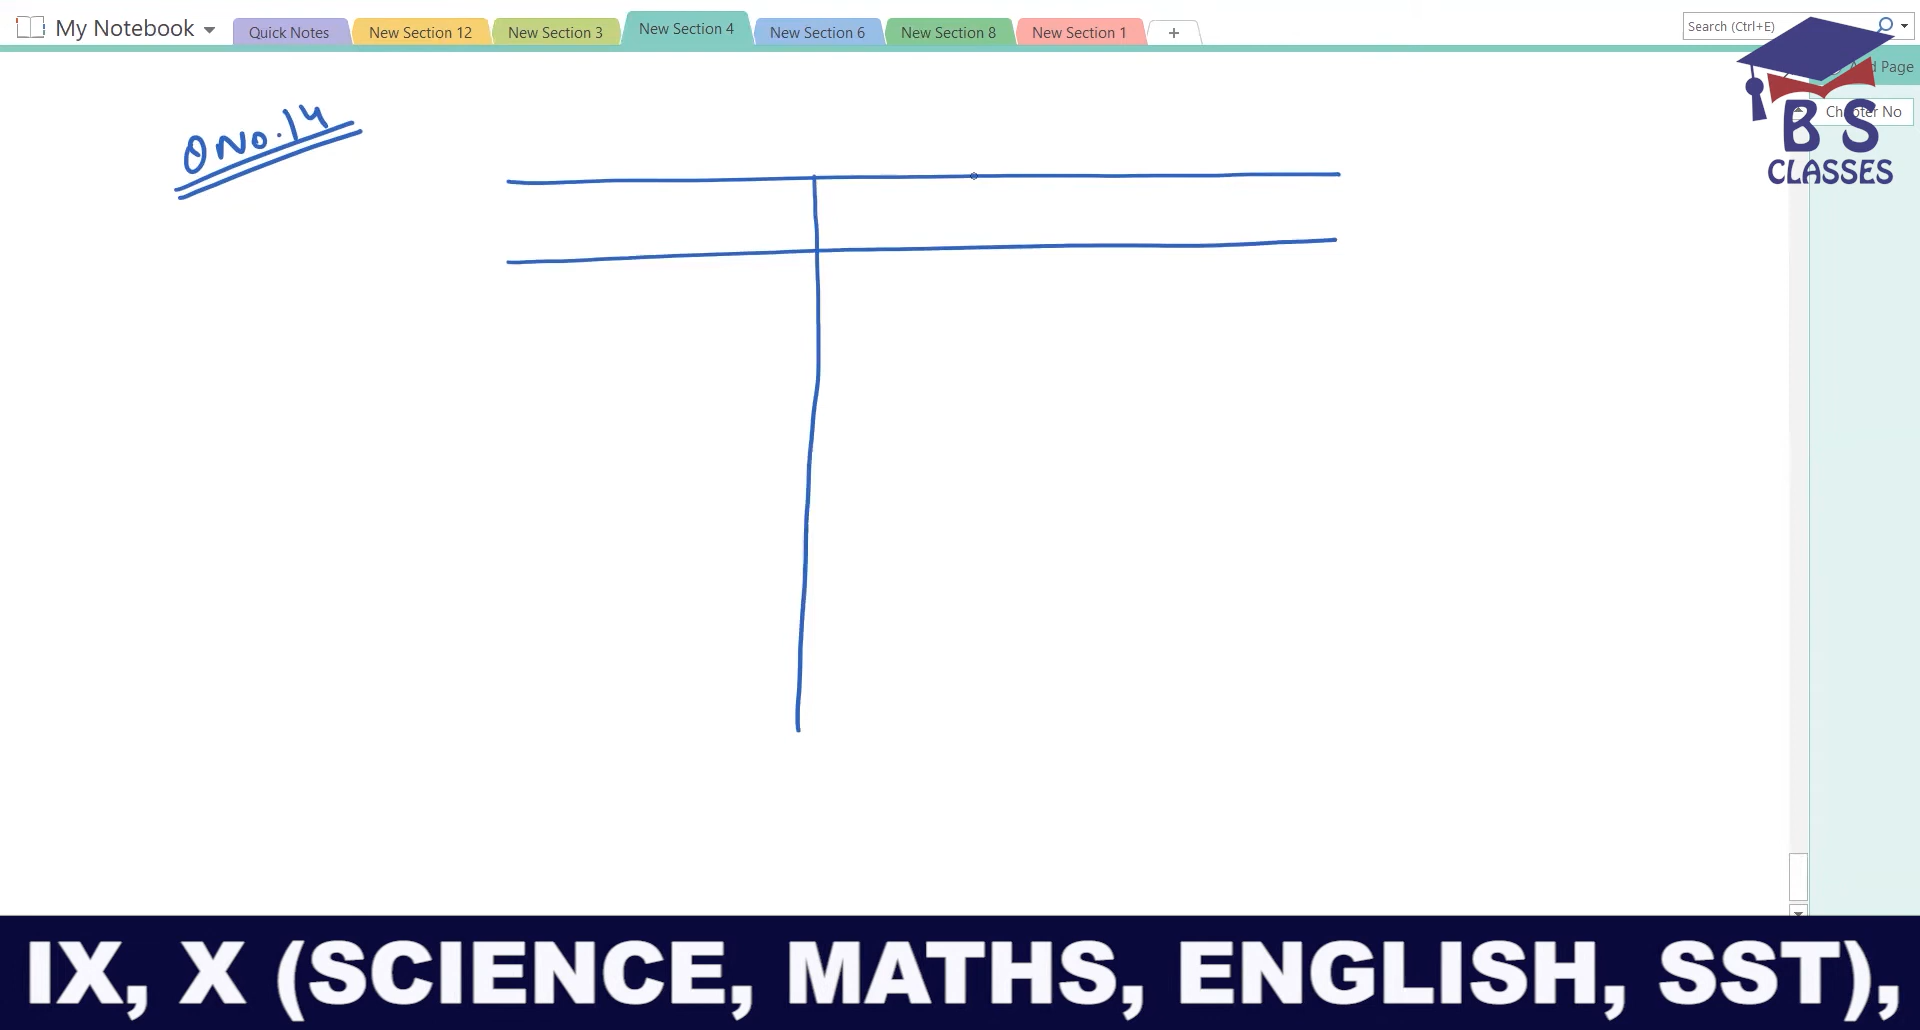 My Notebook
Quick Notes
New Section 12
New Section 3
New Section 4
New Section 6
New Section 8
New Section 1
+
Search (Ctrl+E)
Page
No
B S
CLASSES
Q No. 14
IX, X (SCIENCE, MATHS, ENGLISH, SST),